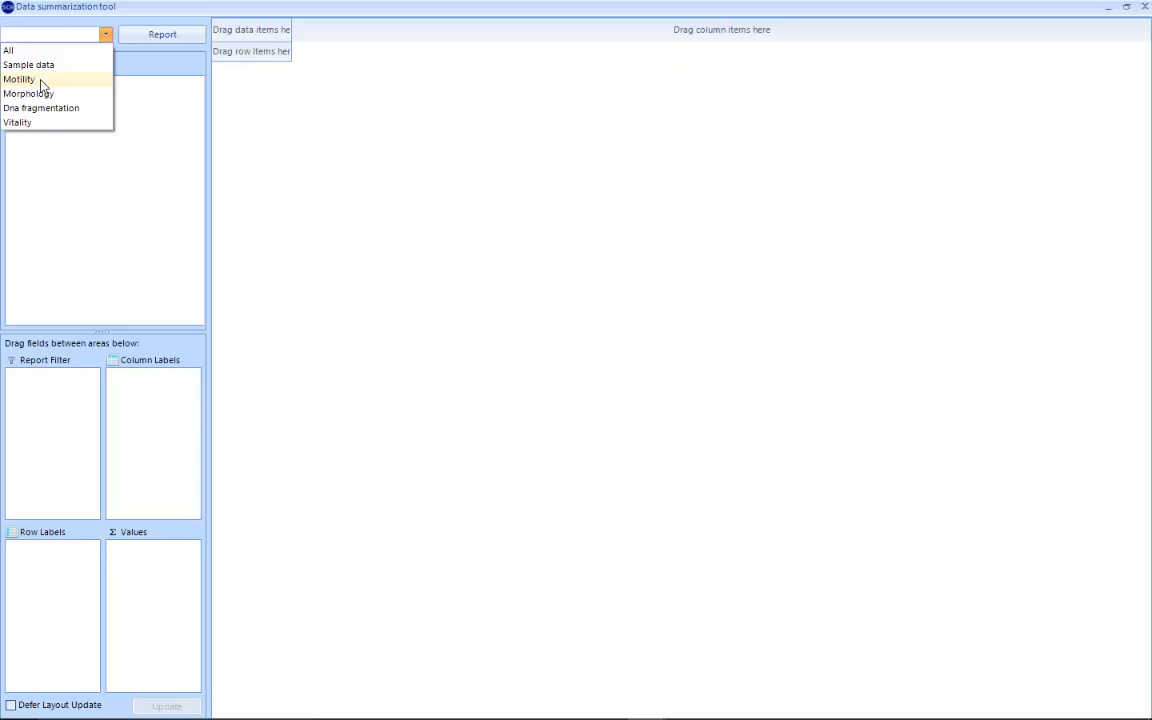 SCA Data summarization tool
Report
All
Sample data
Motility
Morphology
Dna fragmentation
Vitality
Drag data items he
Drag column items here
Drag row items her
Drag fields between areas below:
Report Filter
Column Labels
Row Labels
Σ Values
Defer Layout Update
Update